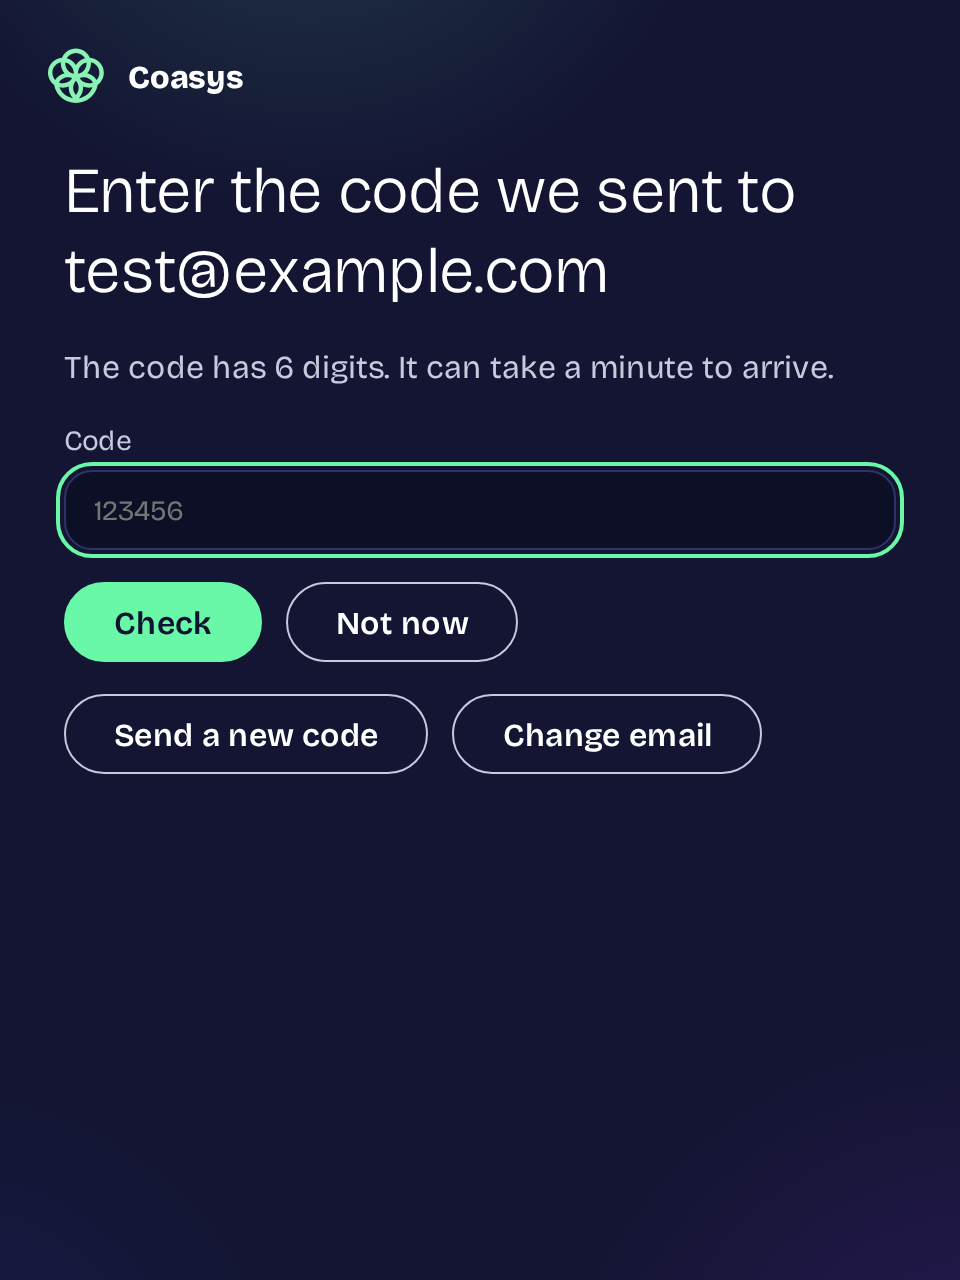 Coasys
Enter the code we sent to
test@example.com
The code has 6 digits. It can take a minute to arrive.
Code
123456
Check
Not now
Send a new code
Change email